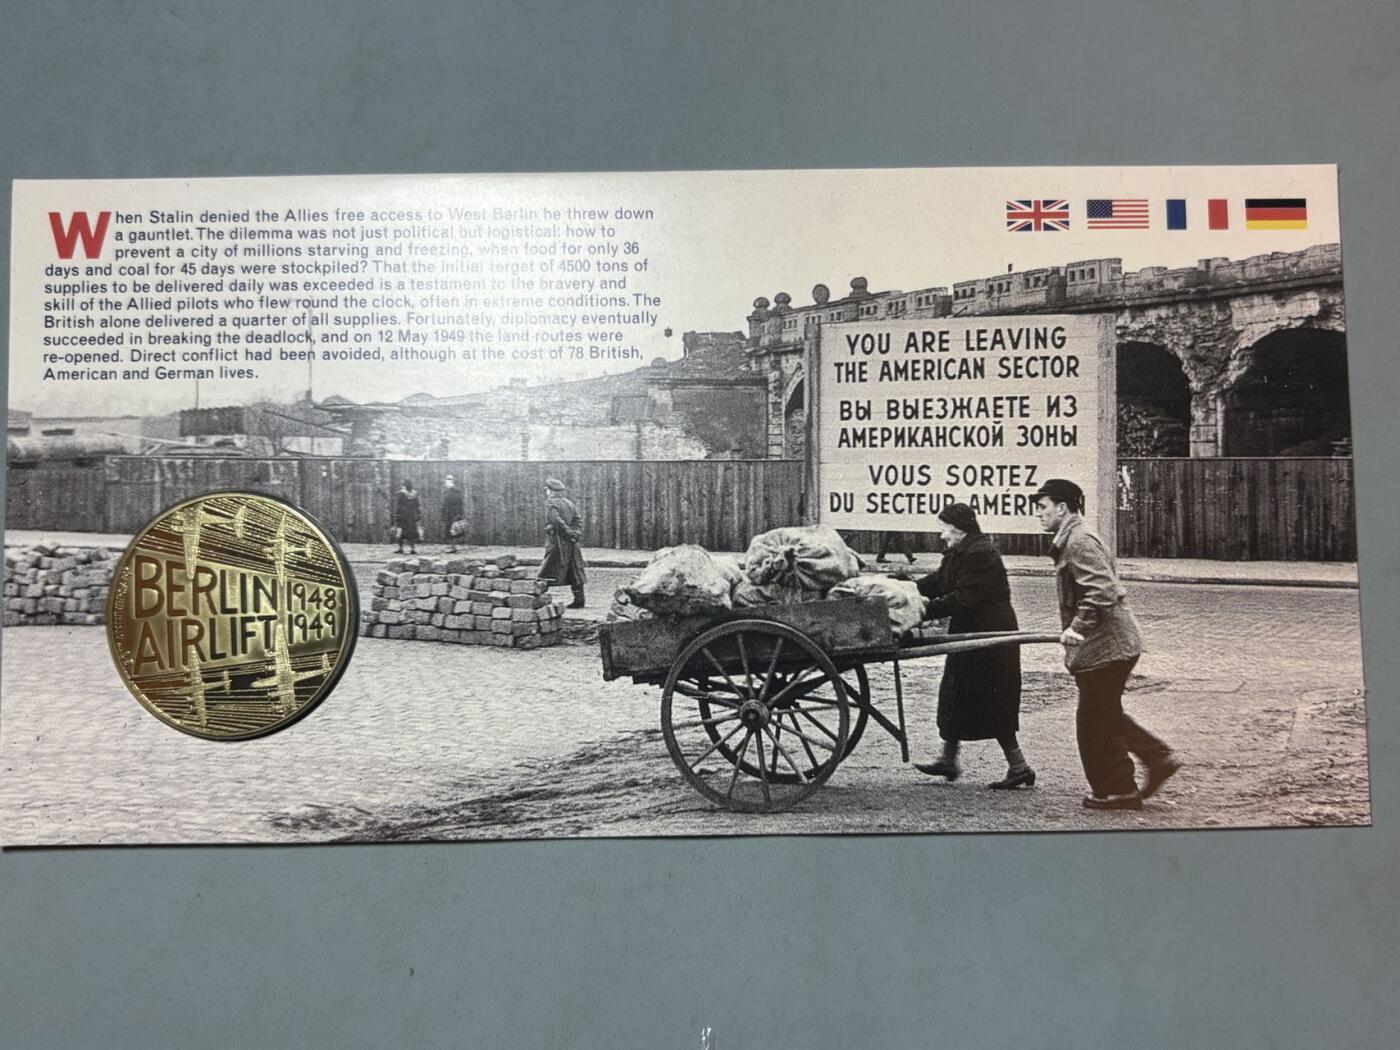 When Stalin denied the Allies free access to West Berlin he threw down
a gauntlet. The dilemma was not just political but logistical: how to
prevent a city of millions starving and freezing, when food for only 36
days and coal for 45 days were stockpiled? That the initial target of 4500 tons of
supplies to be delivered daily was exceeded is a testament to the bravery and
skill of the Allied pilots who flew round the clock, often in extreme conditions. The
British alone delivered a quarter of all supplies. Fortunately, diplomacy eventually
succeeded in breaking the deadlock, and on 12 May 1949 the land-routes were
re-opened. Direct conflict had been avoided, although at the cost of 78 British,
American and German lives.
YOU ARE LEAVING
THE AMERICAN SECTOR
ВЫ ВЫЕЗЖАЕТЕ ИЗ
АМЕРИКАНСКОЙ ЗОНЫ
VOUS SORTEZ
DU SECTEUR
BERLIN 1948
AIRLIFT 1949